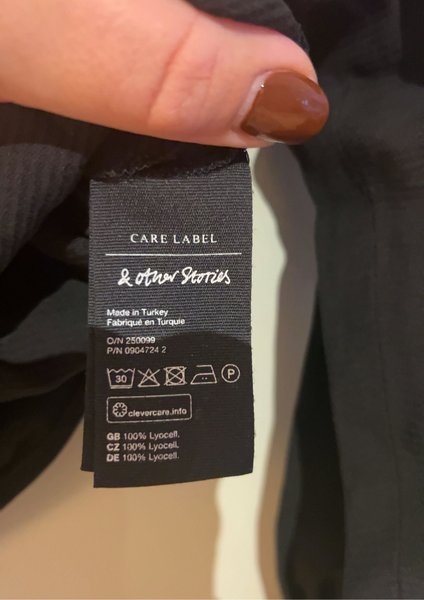 CARE LABEL
& other Stories
Made in Turkey
Fabriqué en Turquie
O/N 250099
P/N 0904724 2
30 P
clevercare.info
GB 100% Lyocell.
CZ 100% Lyocell.
DE 100% Lyocell.